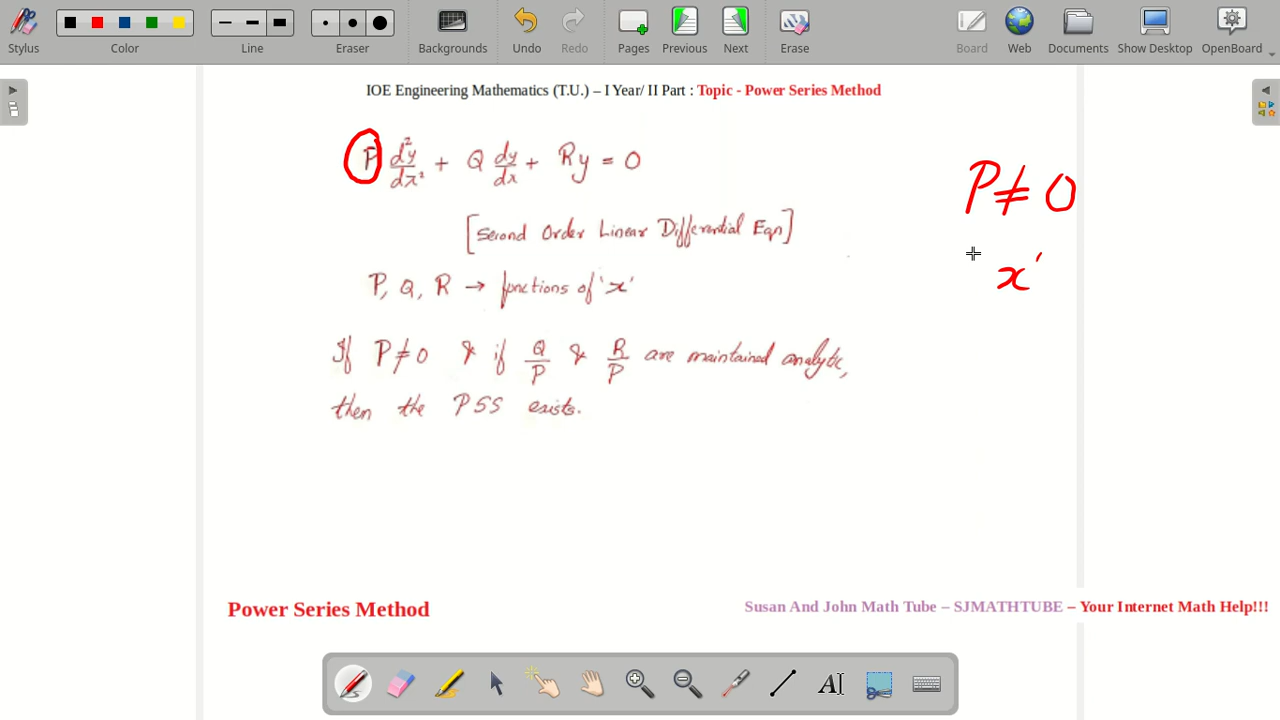 Stylus Color Line Eraser Backgrounds Undo Redo Pages Previous Next Erase Board Web Documents Show Desktop OpenBoard
IOE Engineering Mathematics (T.U.) – I Year/ II Part : Topic - Power Series Method
P d²y/dx² + Q dy/dx + Ry = 0
P ≠ 0
[Second Order Linear Differential Eqn]
x'
P, Q, R → functions of 'x'
If P ≠ 0 & if Q/P & R/P are maintained analytic,
then the PSS exists.
Power Series Method
Susan And John Math Tube – SJMATHTUBE – Your Internet Math Help!!!
AI